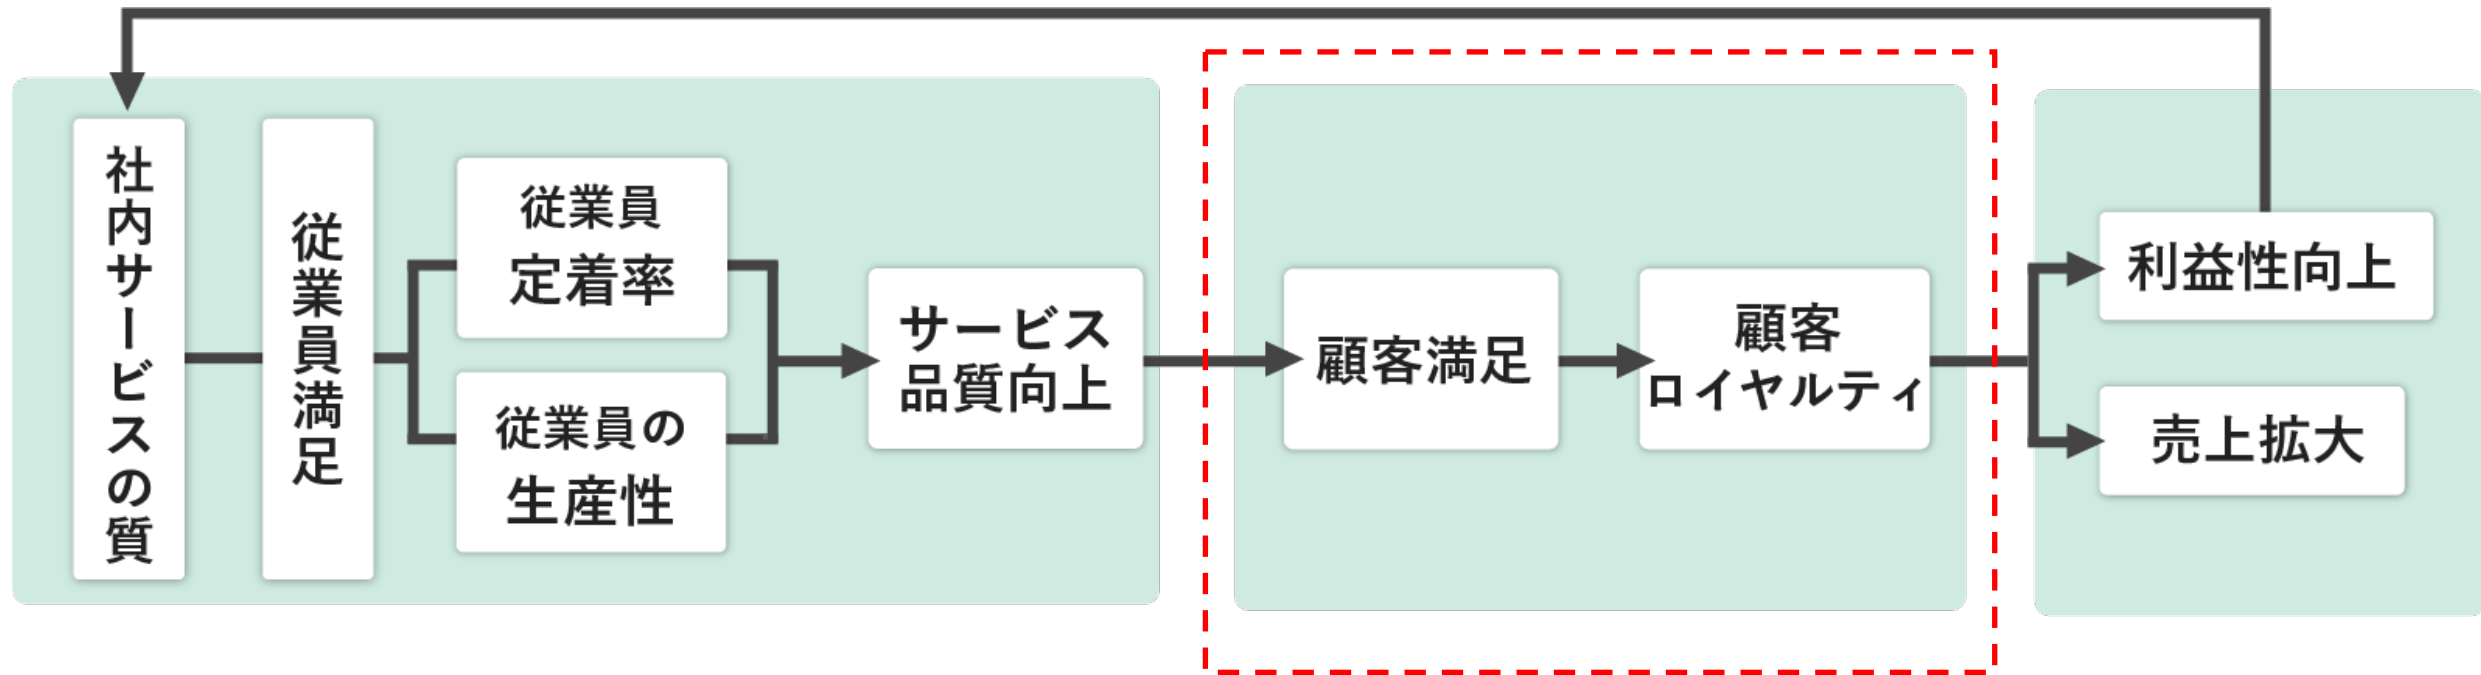 社内サービスの質
従業員満足
従業員
定着率
従業員の
生産性
サービス
品質向上
顧客満足
顧客
ロイヤルティ
利益性向上
売上拡大